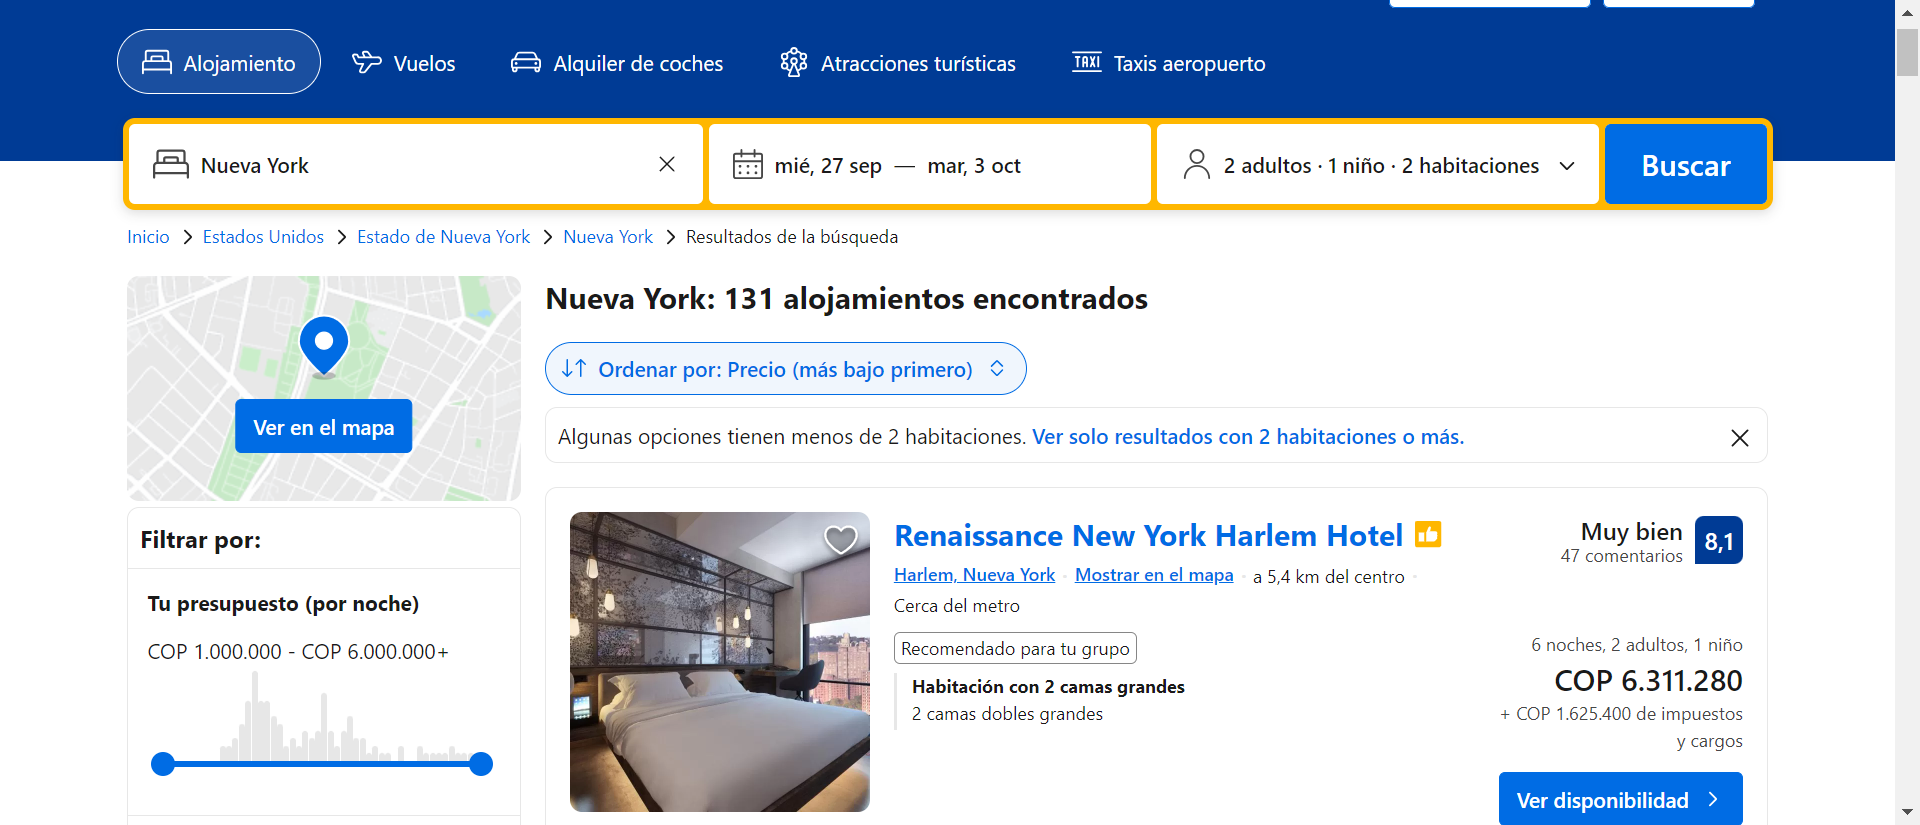 Alojamiento
Vuelos
Alquiler de coches
Atracciones turísticas
TAXI Taxis aeropuerto
Nueva York
mié, 27 sep — mar, 3 oct
2 adultos · 1 niño · 2 habitaciones
Buscar
Inicio > Estados Unidos > Estado de Nueva York > Nueva York > Resultados de la búsqueda
Ver en el mapa
Filtrar por:
Tu presupuesto (por noche)
COP 1.000.000 - COP 6.000.000+
Nueva York: 131 alojamientos encontrados
Ordenar por: Precio (más bajo primero)
Algunas opciones tienen menos de 2 habitaciones. Ver solo resultados con 2 habitaciones o más.
Renaissance New York Harlem Hotel
Harlem, Nueva York · Mostrar en el mapa · a 5,4 km del centro ·
Cerca del metro
Recomendado para tu grupo
Habitación con 2 camas grandes
2 camas dobles grandes
Muy bien
47 comentarios
8,1
6 noches, 2 adultos, 1 niño
COP 6.311.280
+ COP 1.625.400 de impuestos
y cargos
Ver disponibilidad